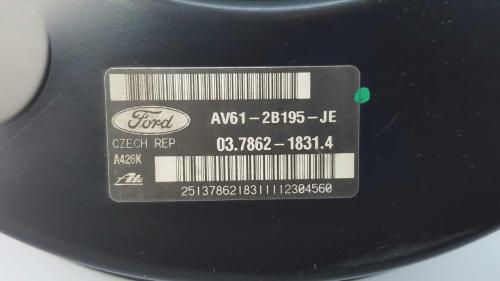 Ford
AV61-2B195-JE
CZECH REP
03.7862-1831.4
A426K
Ate
2513786218311112304560